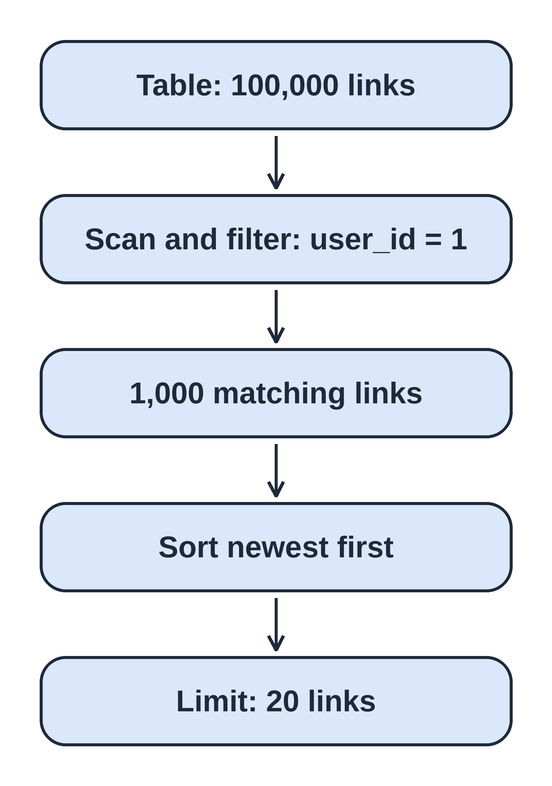 Table: 100,000 links
Scan and filter: user_id = 1
1,000 matching links
Sort newest first
Limit: 20 links